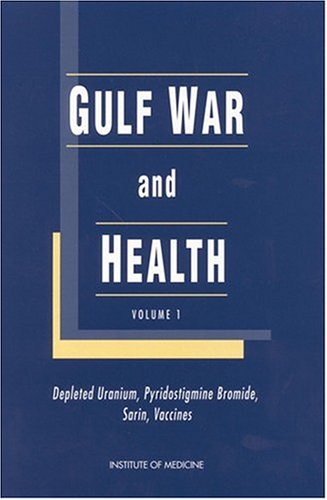 GULF WAR
and
HEALTH
VOLUME 1
Depleted Uranium, Pyridostigmine Bromide,
Sarin, Vaccines
INSTITUTE OF MEDICINE